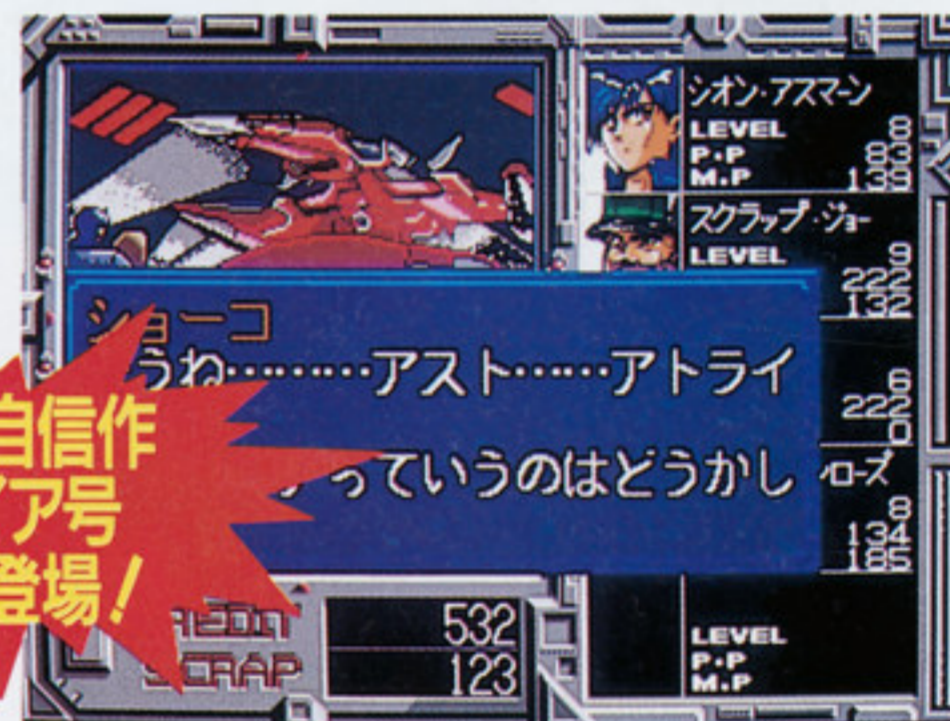 シオン・アスマーン
LEVEL 8
P・P 83
M・P 139
スクラップ・ジョー
LEVEL 9
222
132
6
222
0
ローズ
8
134
185
LEVEL
P・P
M・P
ショーコ
うね………アスト……アトライ
っていうのはどうかし
自信作
ア号
登場!
CREDIT 532
SCRAP 123